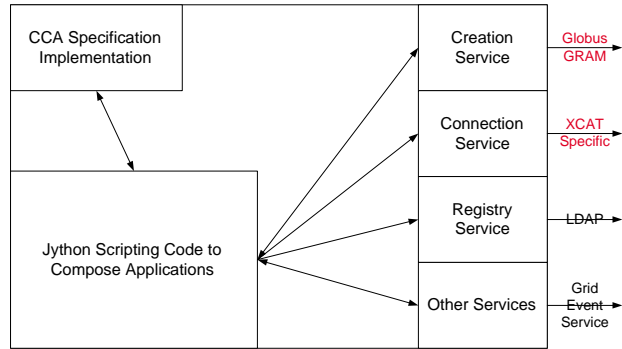 CCA Specification
Implementation
Creation
Service
Globus
GRAM
Connection
Service
XCAT
Specific
Jython Scripting Code to
Compose Applications
Registry
Service
LDAP
Other Services
Grid
Event
Service